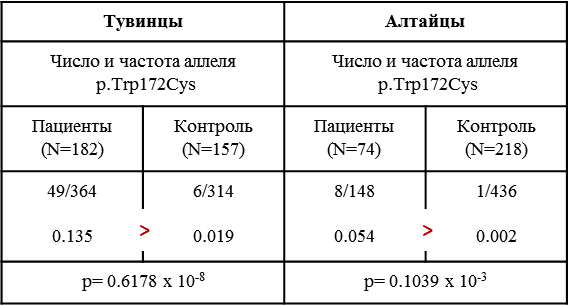 Тувинцы Алтайцы
Число и частота аллеля Число и частота аллеля
p.Trp172Cys p.Trp172Cys
Пациенты Контроль Пациенты Контроль
(N=182) (N=157) (N=74) (N=218)
49/364 6/314 8/148 1/436
0.135 > 0.019 0.054 > 0.002
p= 0.6178 x 10-8 p= 0.1039 x 10-3